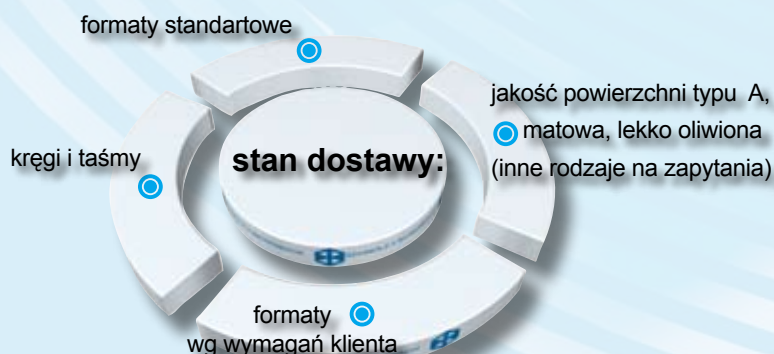 formaty standartowe
jakość powierzchni typu A,
matowa, lekko oliwiona
(inne rodzaje na zapytania)
kręgi i taśmy
stan dostawy:
formaty
wg wymagań klienta